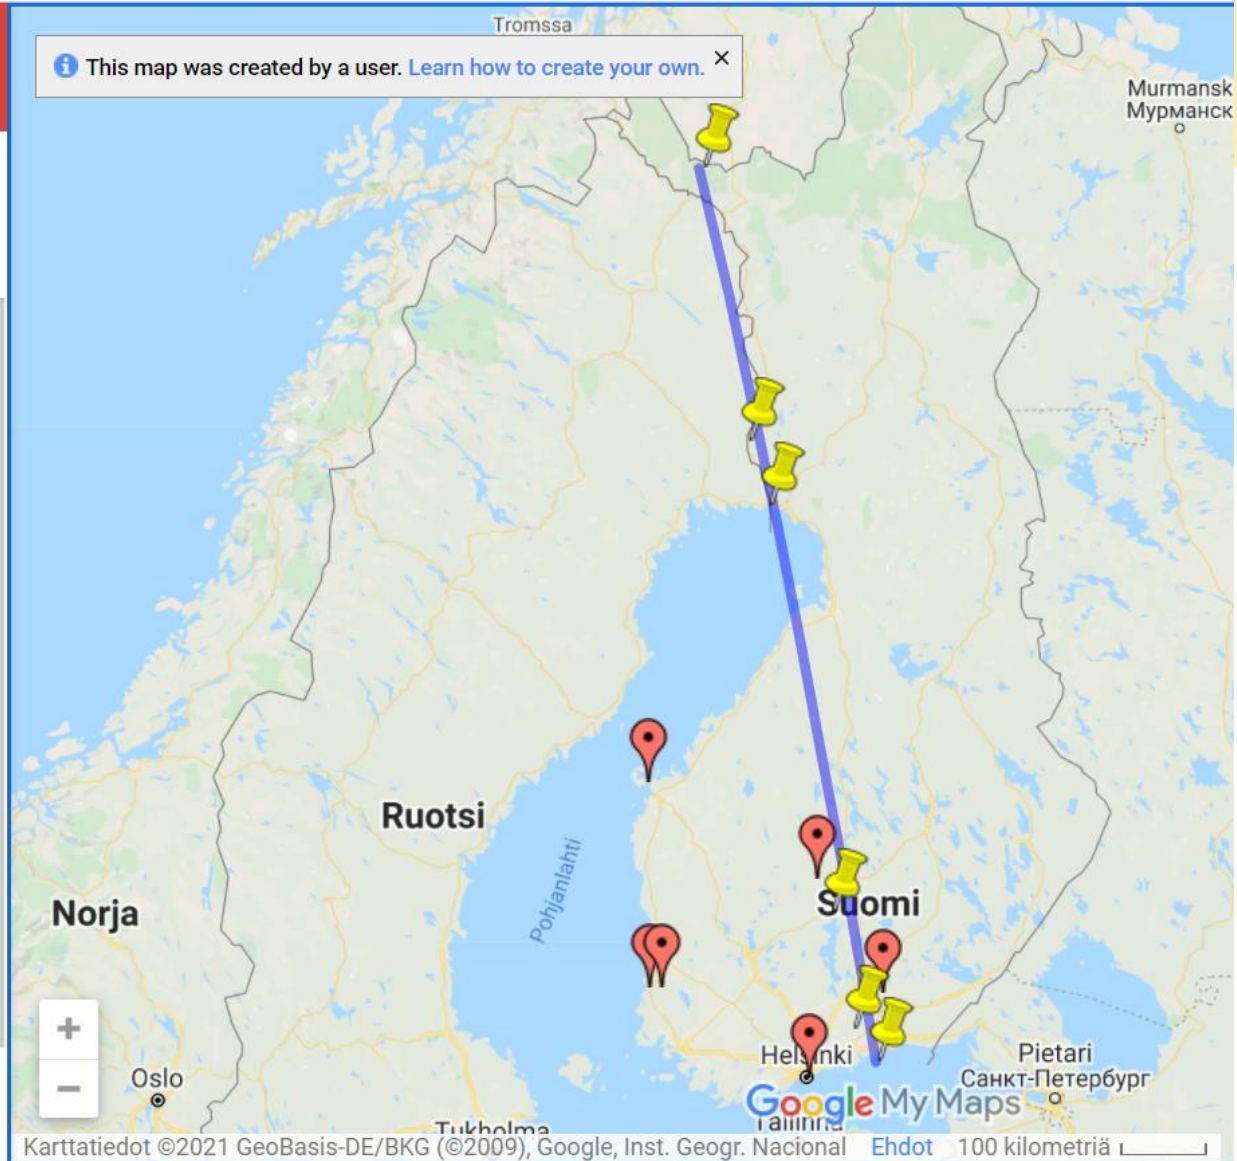 Tromssa
This map was created by a user. Learn how to create your own.
Murmansk
Мурманск
Ruotsi
Pohjanlahti
Norja
Suomi
Helsinki
Pietari
Санкт-Петербург
Oslo
Google My Maps
Tallinna
Tukholma
Karttatiedot ©2021 GeoBasis-DE/BKG (©2009), Google, Inst. Geogr. Nacional Ehdot 100 kilometriä